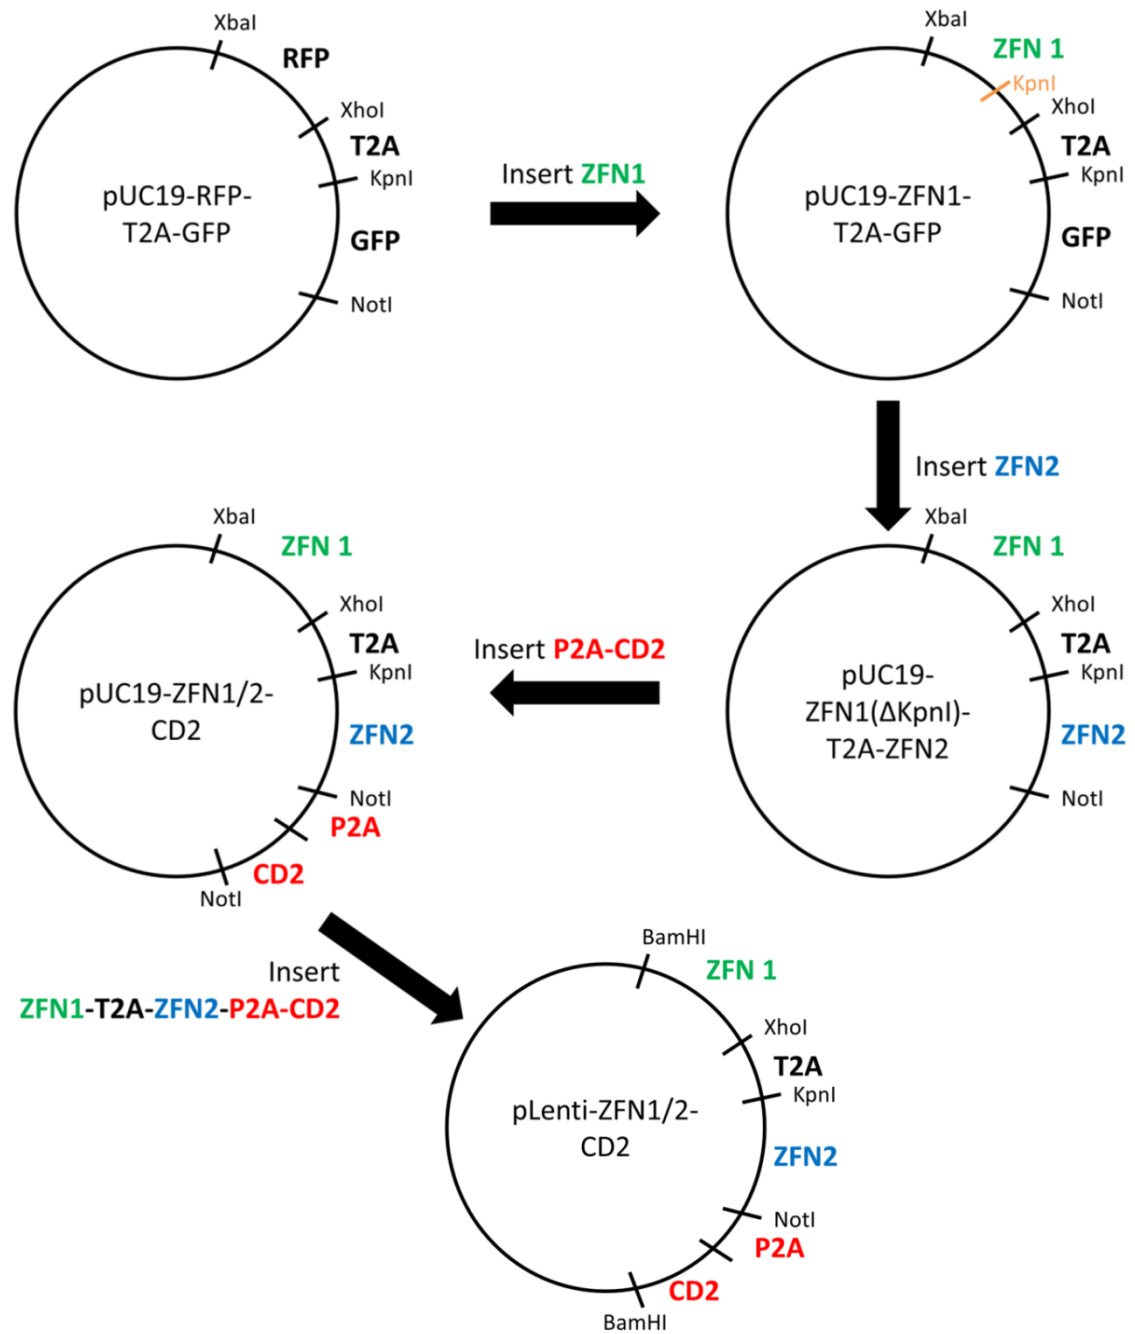 XbaI
RFP
XhoI
T2A
KpnI
pUC19-RFP-
T2A-GFP
GFP
NotI
Insert ZFN1
XbaI
ZFN 1
KpnI
XhoI
T2A
KpnI
pUC19-ZFN1-
T2A-GFP
GFP
NotI
Insert ZFN2
XbaI
ZFN 1
XhoI
T2A
KpnI
pUC19-
ZFN1(ΔKpnI)-
T2A-ZFN2
ZFN2
NotI
Insert P2A-CD2
XbaI
ZFN 1
XhoI
T2A
KpnI
pUC19-ZFN1/2-
CD2
ZFN2
NotI
P2A
CD2
NotI
Insert
ZFN1-T2A-ZFN2-P2A-CD2
BamHI
ZFN 1
XhoI
T2A
KpnI
pLenti-ZFN1/2-
CD2
ZFN2
NotI
P2A
CD2
BamHI